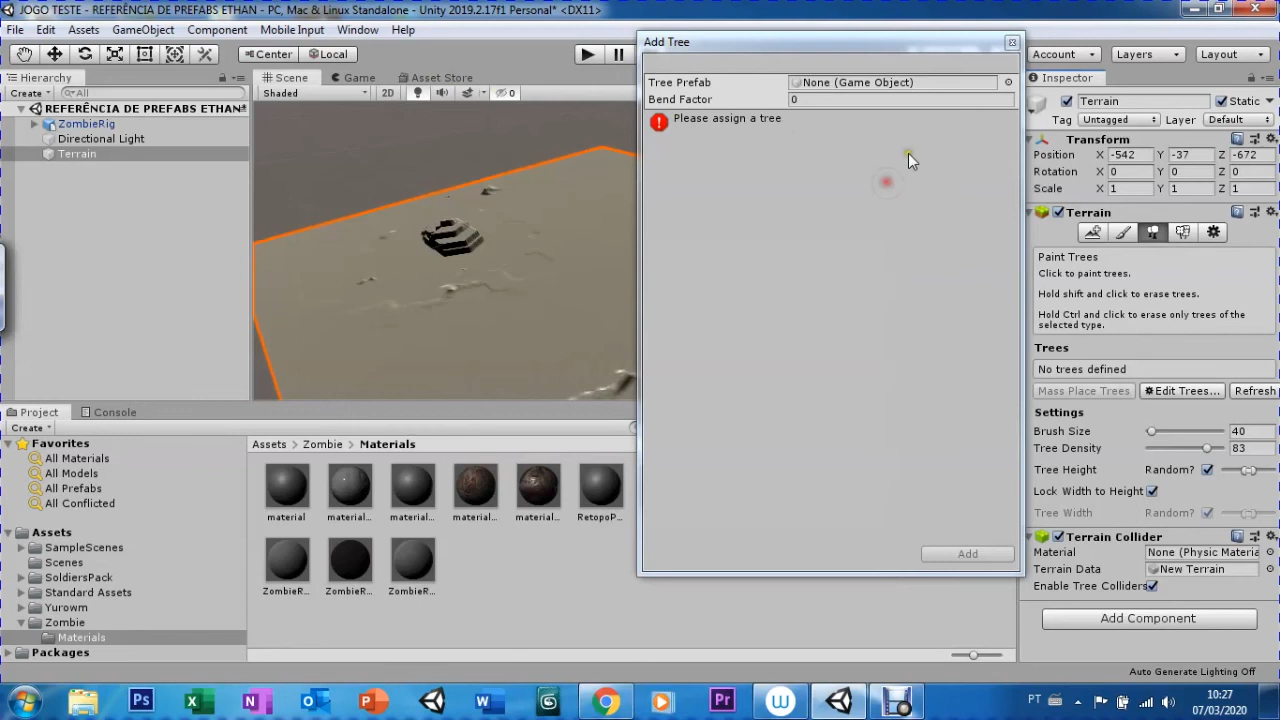 JOGO TESTE - REFERÊNCIA DE PREFABS ETHAN - PC, Mac & Linux Standalone - Unity 2019.2.17f1 Personal* <DX11>
File Edit Assets GameObject Component Mobile Input Window Help
Center Local Account Layers Layout
Hierarchy
Create All
REFERÊNCIA DE PREFABS ETHAN
ZombieRig
Directional Light
Terrain
Scene Game Asset Store
Shaded 2D 0
Add Tree
Tree Prefab None (Game Object)
Bend Factor 0
Please assign a tree
Add
Inspector
Terrain Static
Tag Untagged Layer Default
Transform
Position X -542 Y -37 Z -672
Rotation X 0 Y 0 Z 0
Scale X 1 Y 1 Z 1
Terrain
Paint Trees
Click to paint trees.
Hold shift and click to erase trees.
Hold Ctrl and click to erase only trees of the
selected type.
Trees
No trees defined
Mass Place Trees Edit Trees... Refresh
Settings
Brush Size 40
Tree Density 83
Tree Height Random?
Lock Width to Height
Tree Width Random?
Terrain Collider
Material None (Physic Materia
Terrain Data New Terrain
Enable Tree Colliders
Add Component
Auto Generate Lighting Off
Project Console
Create
Favorites
All Materials
All Models
All Prefabs
All Conflicted
Assets
SampleScenes
Scenes
SoldiersPack
Standard Assets
Yurowm
Zombie
Materials
Packages
Assets Zombie Materials
material material... material... material... material... RetopoP...
ZombieR... ZombieR... ZombieR...
Ps X N O P W Pr W
PT 10:27
07/03/2020